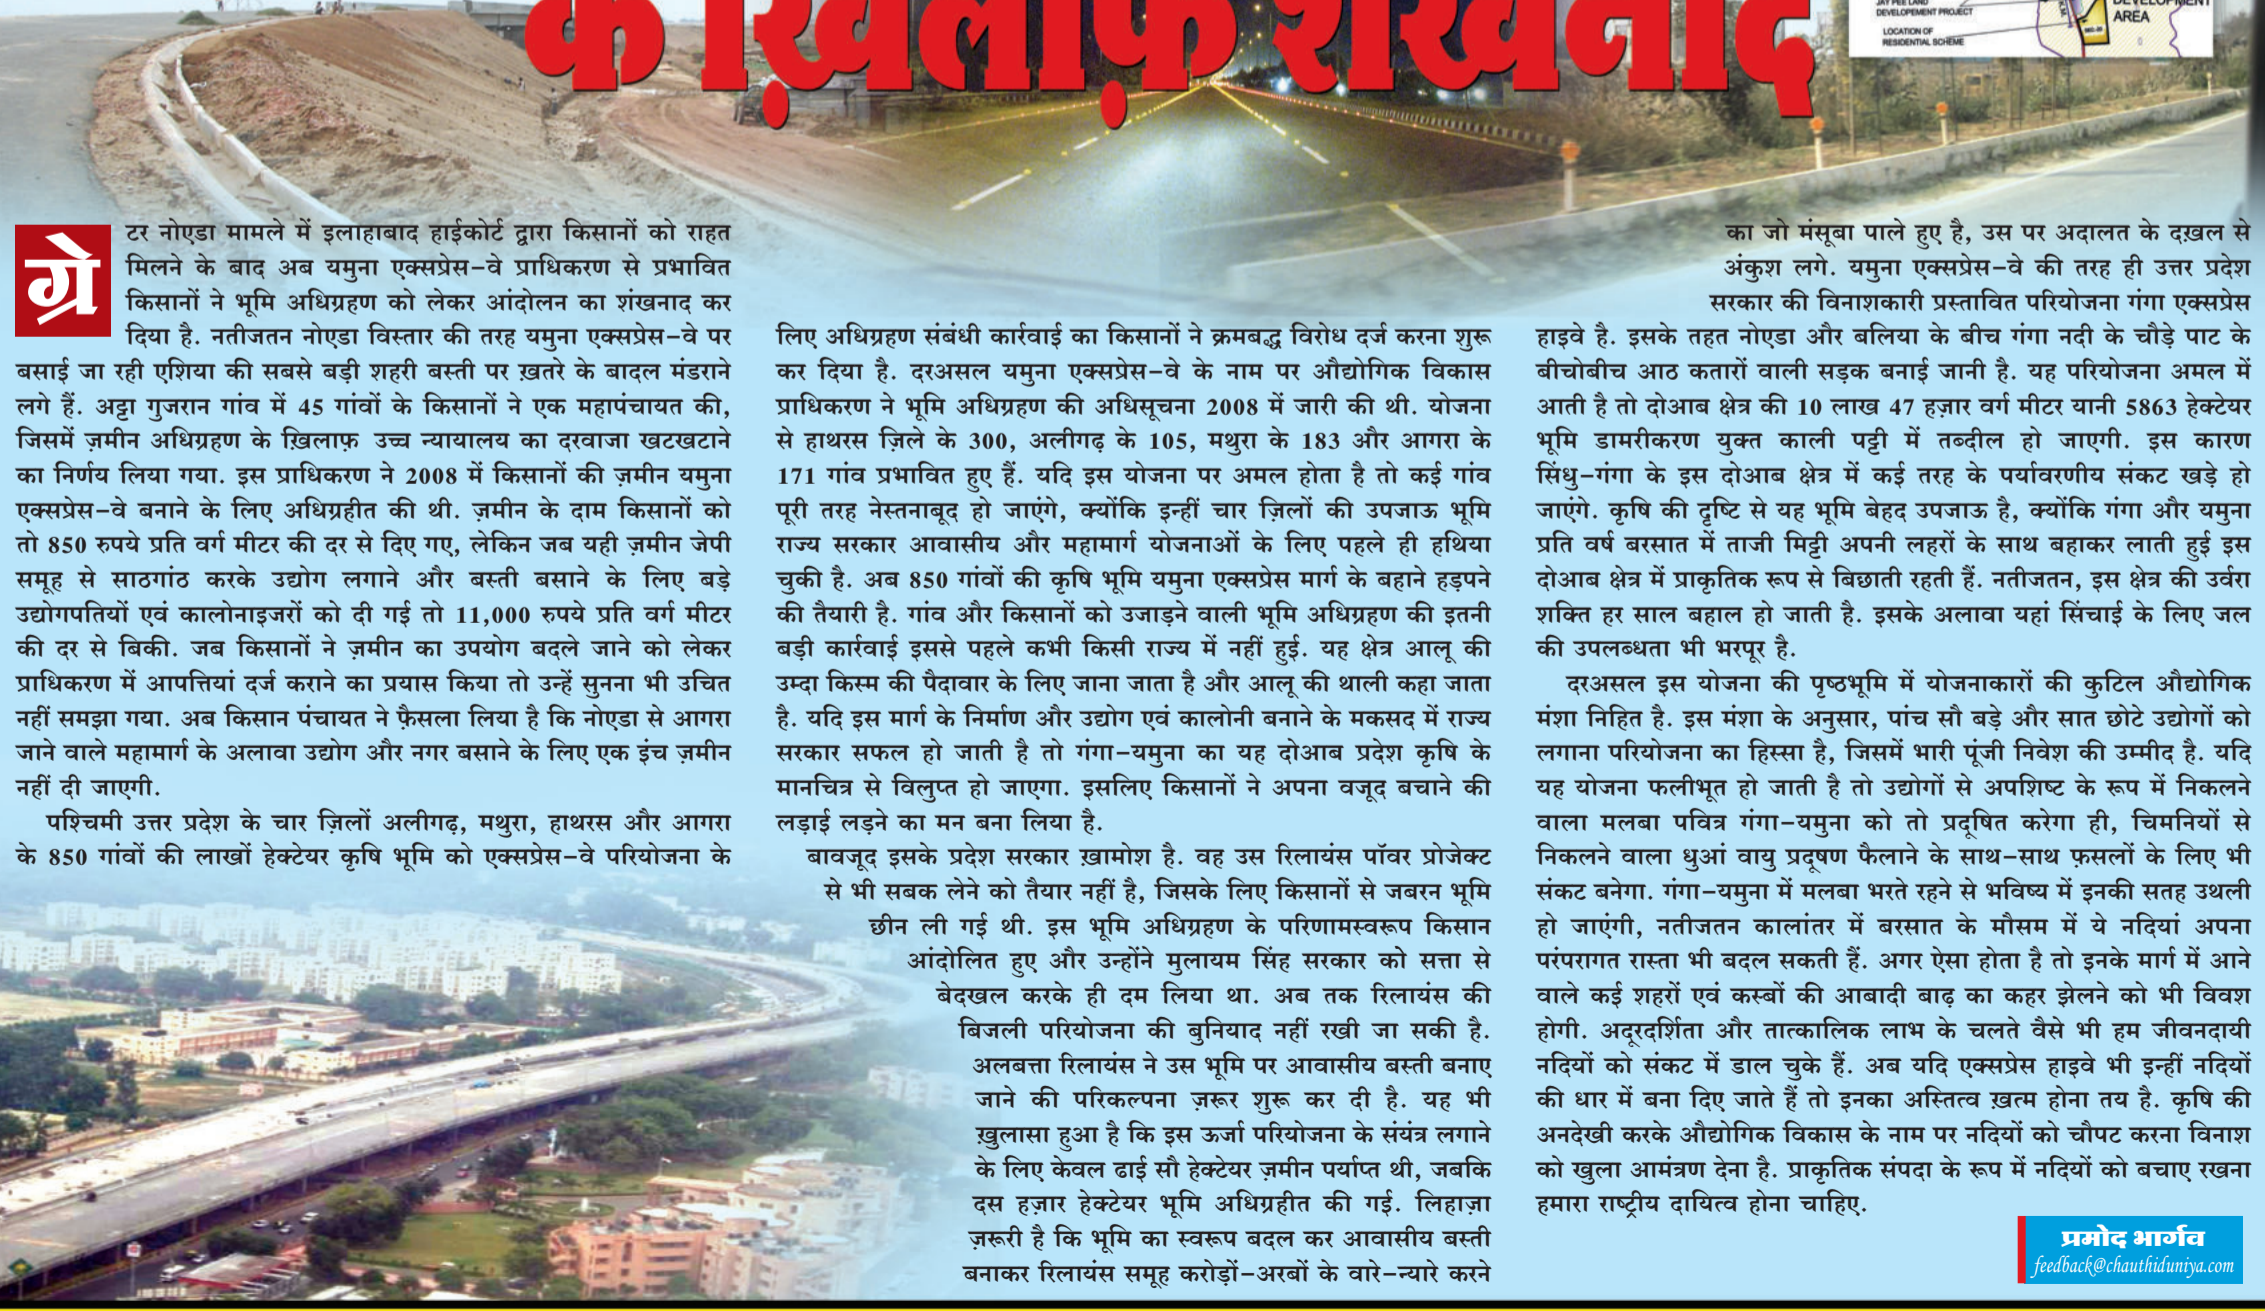 के ख़िलाफ़ शंखनाद
JAY PEE LAND
DEVELOPEMENT PROJECT
LOCATION OF
RESIDENTIAL SCHEME
DEVELOPMENT
AREA
ग्रे
टर नोएडा मामले में इलाहाबाद हाईकोर्ट द्वारा किसानों को राहत
मिलने के बाद अब यमुना एक्सप्रेस-वे प्राधिकरण से प्रभावित
किसानों ने भूमि अधिग्रहण को लेकर आंदोलन का शंखनाद कर
दिया है. नतीजतन नोएडा विस्तार की तरह यमुना एक्सप्रेस-वे पर
बसाई जा रही एशिया की सबसे बड़ी शहरी बस्ती पर ख़तरे के बादल मंडराने
लगे हैं. अट्टा गुजरान गांव में 45 गांवों के किसानों ने एक महापंचायत की,
जिसमें ज़मीन अधिग्रहण के ख़िलाफ़ उच्च न्यायालय का दरवाजा खटखटाने
का निर्णय लिया गया. इस प्राधिकरण ने 2008 में किसानों की ज़मीन यमुना
एक्सप्रेस-वे बनाने के लिए अधिग्रहीत की थी. ज़मीन के दाम किसानों को
तो 850 रुपये प्रति वर्ग मीटर की दर से दिए गए, लेकिन जब यही ज़मीन जेपी
समूह से साठगांठ करके उद्योग लगाने और बस्ती बसाने के लिए बड़े
उद्योगपतियों एवं कालोनाइजरों को दी गई तो 11,000 रुपये प्रति वर्ग मीटर
की दर से बिकी. जब किसानों ने ज़मीन का उपयोग बदले जाने को लेकर
प्राधिकरण में आपत्तियां दर्ज कराने का प्रयास किया तो उन्हें सुनना भी उचित
नहीं समझा गया. अब किसान पंचायत ने फ़ैसला लिया है कि नोएडा से आगरा
जाने वाले महामार्ग के अलावा उद्योग और नगर बसाने के लिए एक इंच ज़मीन
नहीं दी जाएगी.
पश्चिमी उत्तर प्रदेश के चार ज़िलों अलीगढ़, मथुरा, हाथरस और आगरा
के 850 गांवों की लाखों हेक्टेयर कृषि भूमि को एक्सप्रेस-वे परियोजना के
लिए अधिग्रहण संबंधी कार्रवाई का किसानों ने क्रमबद्ध विरोध दर्ज करना शुरू
कर दिया है. दरअसल यमुना एक्सप्रेस-वे के नाम पर औद्योगिक विकास
प्राधिकरण ने भूमि अधिग्रहण की अधिसूचना 2008 में जारी की थी. योजना
से हाथरस ज़िले के 300, अलीगढ़ के 105, मथुरा के 183 और आगरा के
171 गांव प्रभावित हुए हैं. यदि इस योजना पर अमल होता है तो कई गांव
पूरी तरह नेस्तनाबूद हो जाएंगे, क्योंकि इन्हीं चार ज़िलों की उपजाऊ भूमि
राज्य सरकार आवासीय और महामार्ग योजनाओं के लिए पहले ही हथिया
चुकी है. अब 850 गांवों की कृषि भूमि यमुना एक्सप्रेस मार्ग के बहाने हड़पने
की तैयारी है. गांव और किसानों को उजाड़ने वाली भूमि अधिग्रहण की इतनी
बड़ी कार्रवाई इससे पहले कभी किसी राज्य में नहीं हुई. यह क्षेत्र आलू की
उम्दा किस्म की पैदावार के लिए जाना जाता है और आलू की थाली कहा जाता
है. यदि इस मार्ग के निर्माण और उद्योग एवं कालोनी बनाने के मकसद में राज्य
सरकार सफल हो जाती है तो गंगा-यमुना का यह दोआब प्रदेश कृषि के
मानचित्र से विलुप्त हो जाएगा. इसलिए किसानों ने अपना वजूद बचाने की
लड़ाई लड़ने का मन बना लिया है.
बावजूद इसके प्रदेश सरकार ख़ामोश है. वह उस रिलायंस पॉवर प्रोजेक्ट
से भी सबक लेने को तैयार नहीं है, जिसके लिए किसानों से जबरन भूमि
छीन ली गई थी. इस भूमि अधिग्रहण के परिणामस्वरूप किसान
आंदोलित हुए और उन्होंने मुलायम सिंह सरकार को सत्ता से
बेदखल करके ही दम लिया था. अब तक रिलायंस की
बिजली परियोजना की बुनियाद नहीं रखी जा सकी है.
अलबत्ता रिलायंस ने उस भूमि पर आवासीय बस्ती बनाए
जाने की परिकल्पना ज़रूर शुरू कर दी है. यह भी
ख़ुलासा हुआ है कि इस ऊर्जा परियोजना के संयंत्र लगाने
के लिए केवल ढाई सौ हेक्टेयर ज़मीन पर्याप्त थी, जबकि
दस हज़ार हेक्टेयर भूमि अधिग्रहीत की गई. लिहाज़ा
ज़रूरी है कि भूमि का स्वरूप बदल कर आवासीय बस्ती
बनाकर रिलायंस समूह करोड़ों-अरबों के वारे-न्यारे करने
का जो मंसूबा पाले हुए है, उस पर अदालत के दख़ल से
अंकुश लगे. यमुना एक्सप्रेस-वे की तरह ही उत्तर प्रदेश
सरकार की विनाशकारी प्रस्तावित परियोजना गंगा एक्सप्रेस
हाइवे है. इसके तहत नोएडा और बलिया के बीच गंगा नदी के चौड़े पाट के
बीचोबीच आठ कतारों वाली सड़क बनाई जानी है. यह परियोजना अमल में
आती है तो दोआब क्षेत्र की 10 लाख 47 हज़ार वर्ग मीटर यानी 5863 हेक्टेयर
भूमि डामरीकरण युक्त काली पट्टी में तब्दील हो जाएगी. इस कारण
सिंधु-गंगा के इस दोआब क्षेत्र में कई तरह के पर्यावरणीय संकट खड़े हो
जाएंगे. कृषि की दृष्टि से यह भूमि बेहद उपजाऊ है, क्योंकि गंगा और यमुना
प्रति वर्ष बरसात में ताजी मिट्टी अपनी लहरों के साथ बहाकर लाती हुई इस
दोआब क्षेत्र में प्राकृतिक रूप से बिछाती रहती हैं. नतीजतन, इस क्षेत्र की उर्वरा
शक्ति हर साल बहाल हो जाती है. इसके अलावा यहां सिंचाई के लिए जल
की उपलब्धता भी भरपूर है.
दरअसल इस योजना की पृष्ठभूमि में योजनाकारों की कुटिल औद्योगिक
मंशा निहित है. इस मंशा के अनुसार, पांच सौ बड़े और सात छोटे उद्योगों को
लगाना परियोजना का हिस्सा है, जिसमें भारी पूंजी निवेश की उम्मीद है. यदि
यह योजना फलीभूत हो जाती है तो उद्योगों से अपशिष्ट के रूप में निकलने
वाला मलबा पवित्र गंगा-यमुना को तो प्रदूषित करेगा ही, चिमनियों से
निकलने वाला धुआं वायु प्रदूषण फैलाने के साथ-साथ फ़सलों के लिए भी
संकट बनेगा. गंगा-यमुना में मलबा भरते रहने से भविष्य में इनकी सतह उथली
हो जाएंगी, नतीजतन कालांतर में बरसात के मौसम में ये नदियां अपना
परंपरागत रास्ता भी बदल सकती हैं. अगर ऐसा होता है तो इनके मार्ग में आने
वाले कई शहरों एवं कस्बों की आबादी बाढ़ का कहर झेलने को भी विवश
होगी. अदूरदर्शिता और तात्कालिक लाभ के चलते वैसे भी हम जीवनदायी
नदियों को संकट में डाल चुके हैं. अब यदि एक्सप्रेस हाइवे भी इन्हीं नदियों
की धार में बना दिए जाते हैं तो इनका अस्तित्व ख़त्म होना तय है. कृषि की
अनदेखी करके औद्योगिक विकास के नाम पर नदियों को चौपट करना विनाश
को खुला आमंत्रण देना है. प्राकृतिक संपदा के रूप में नदियों को बचाए रखना
हमारा राष्ट्रीय दायित्व होना चाहिए.
प्रमोद भार्गव
feedback@chauthiduniya.com